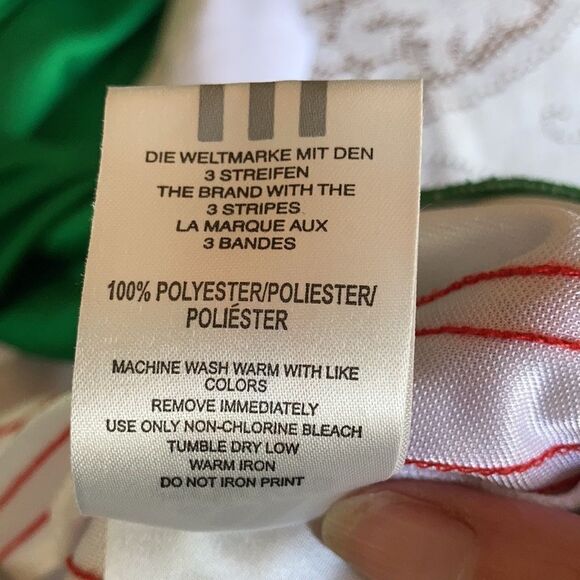 DIE WELTMARKE MIT DEN
3 STREIFEN
THE BRAND WITH THE
3 STRIPES
LA MARQUE AUX
3 BANDES
100% POLYESTER/POLIESTER/
POLIÉSTER
MACHINE WASH WARM WITH LIKE
COLORS
REMOVE IMMEDIATELY
USE ONLY NON-CHLORINE BLEACH
TUMBLE DRY LOW
WARM IRON
DO NOT IRON PRINT